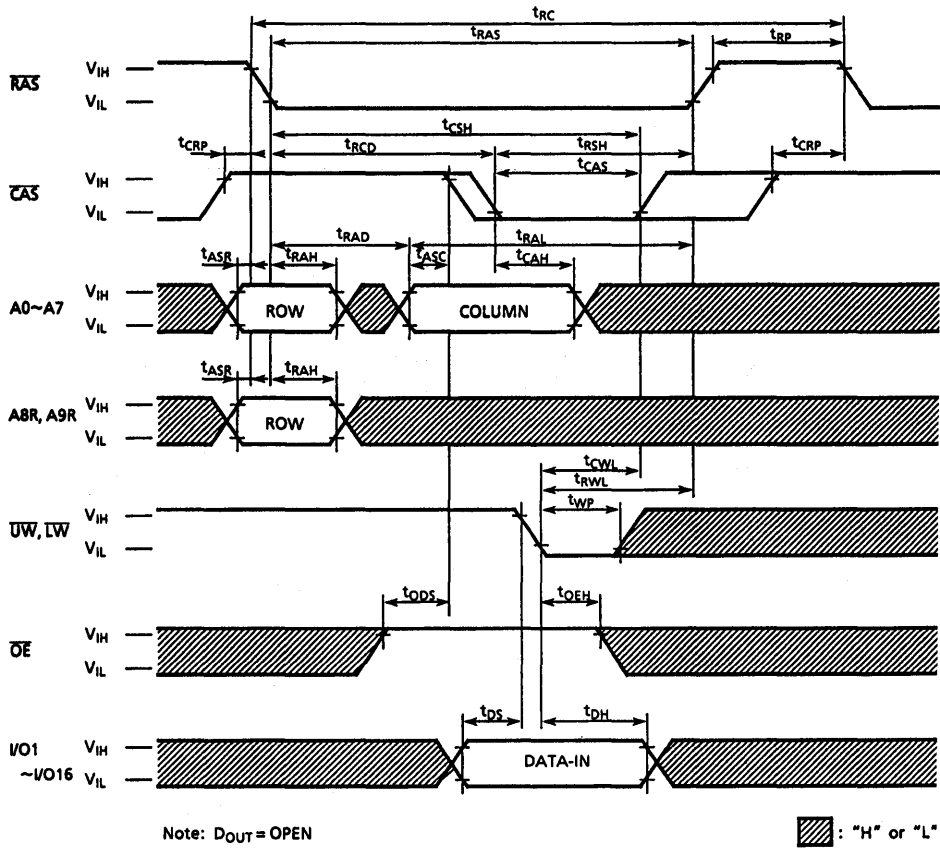 tRC
tRAS
tRP
RAS
VIH
VIL
tCSH
tCRP
tRCD
tRSH
tCRP
tCAS
CAS
VIH
VIL
tRAD
tRAL
tASR
tRAH
tASC
tCAH
A0~A7
VIH
VIL
ROW
COLUMN
tASR
tRAH
A8R, A9R
VIH
VIL
ROW
tCWL
tRWL
tWP
UW, LW
VIH
VIL
tODS
tOEH
OE
VIH
VIL
tDS
tDH
I/O1
~I/O16
VIH
VIL
DATA-IN
Note: DOUT = OPEN
: "H" or "L"